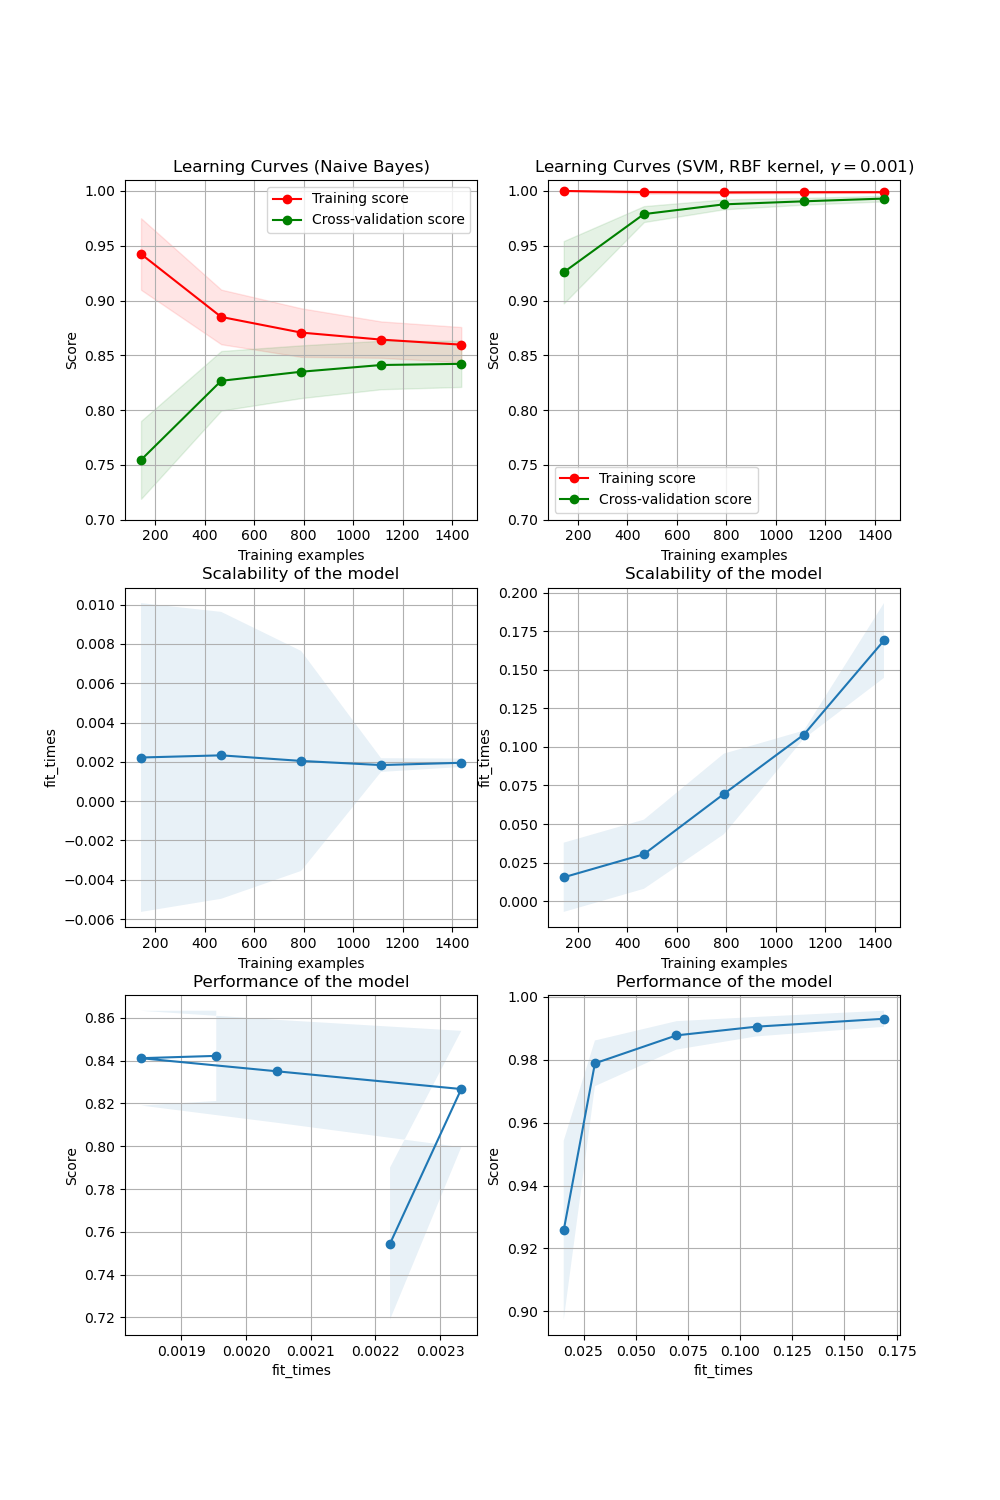 Learning Curves (Naive Bayes)
1.00
0.95
0.90
0.85
0.80
0.75
0.70
Score
Training score
Cross-validation score
200 400 600 800 1000 1200 1400
Training examples
Learning Curves (SVM, RBF kernel, γ = 0.001)
1.00
0.95
0.90
0.85
0.80
0.75
0.70
Score
Training score
Cross-validation score
200 400 600 800 1000 1200 1400
Training examples
Scalability of the model
0.010
0.008
0.006
0.004
0.002
0.000
−0.002
−0.004
−0.006
fit_times
200 400 600 800 1000 1200 1400
Training examples
Scalability of the model
0.200
0.175
0.150
0.125
0.100
0.075
0.050
0.025
0.000
fit_times
200 400 600 800 1000 1200 1400
Training examples
Performance of the model
0.86
0.84
0.82
0.80
0.78
0.76
0.74
0.72
Score
0.0019 0.0020 0.0021 0.0022 0.0023
fit_times
Performance of the model
1.00
0.98
0.96
0.94
0.92
0.90
Score
0.025 0.050 0.075 0.100 0.125 0.150 0.175
fit_times